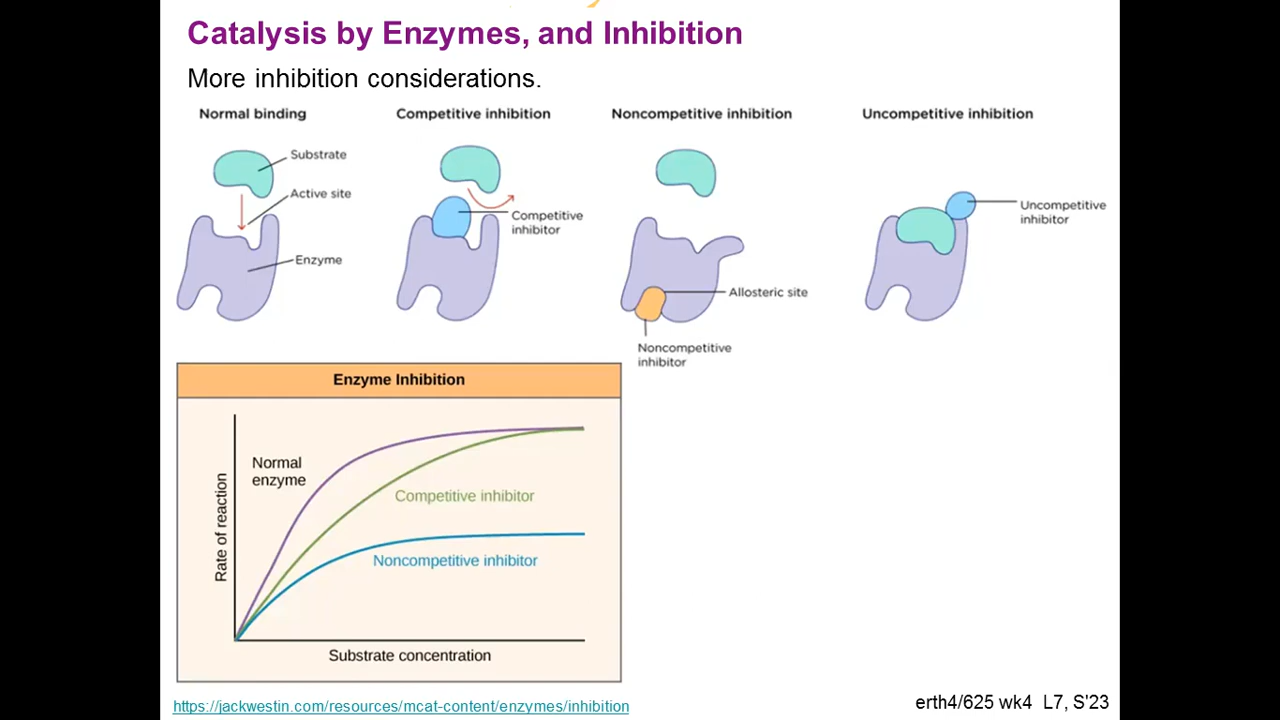 Catalysis by Enzymes, and Inhibition
More inhibition considerations.
Normal binding
Competitive inhibition
Noncompetitive inhibition
Uncompetitive inhibition
Substrate
Active site
Enzyme
Competitive
inhibitor
Allosteric site
Noncompetitive
inhibitor
Uncompetitive
inhibitor
Enzyme Inhibition
Rate of reaction
Normal
enzyme
Competitive inhibitor
Noncompetitive inhibitor
Substrate concentration
https://jackwestin.com/resources/mcat-content/enzymes/inhibition
erth4/625 wk4 L7, S'23